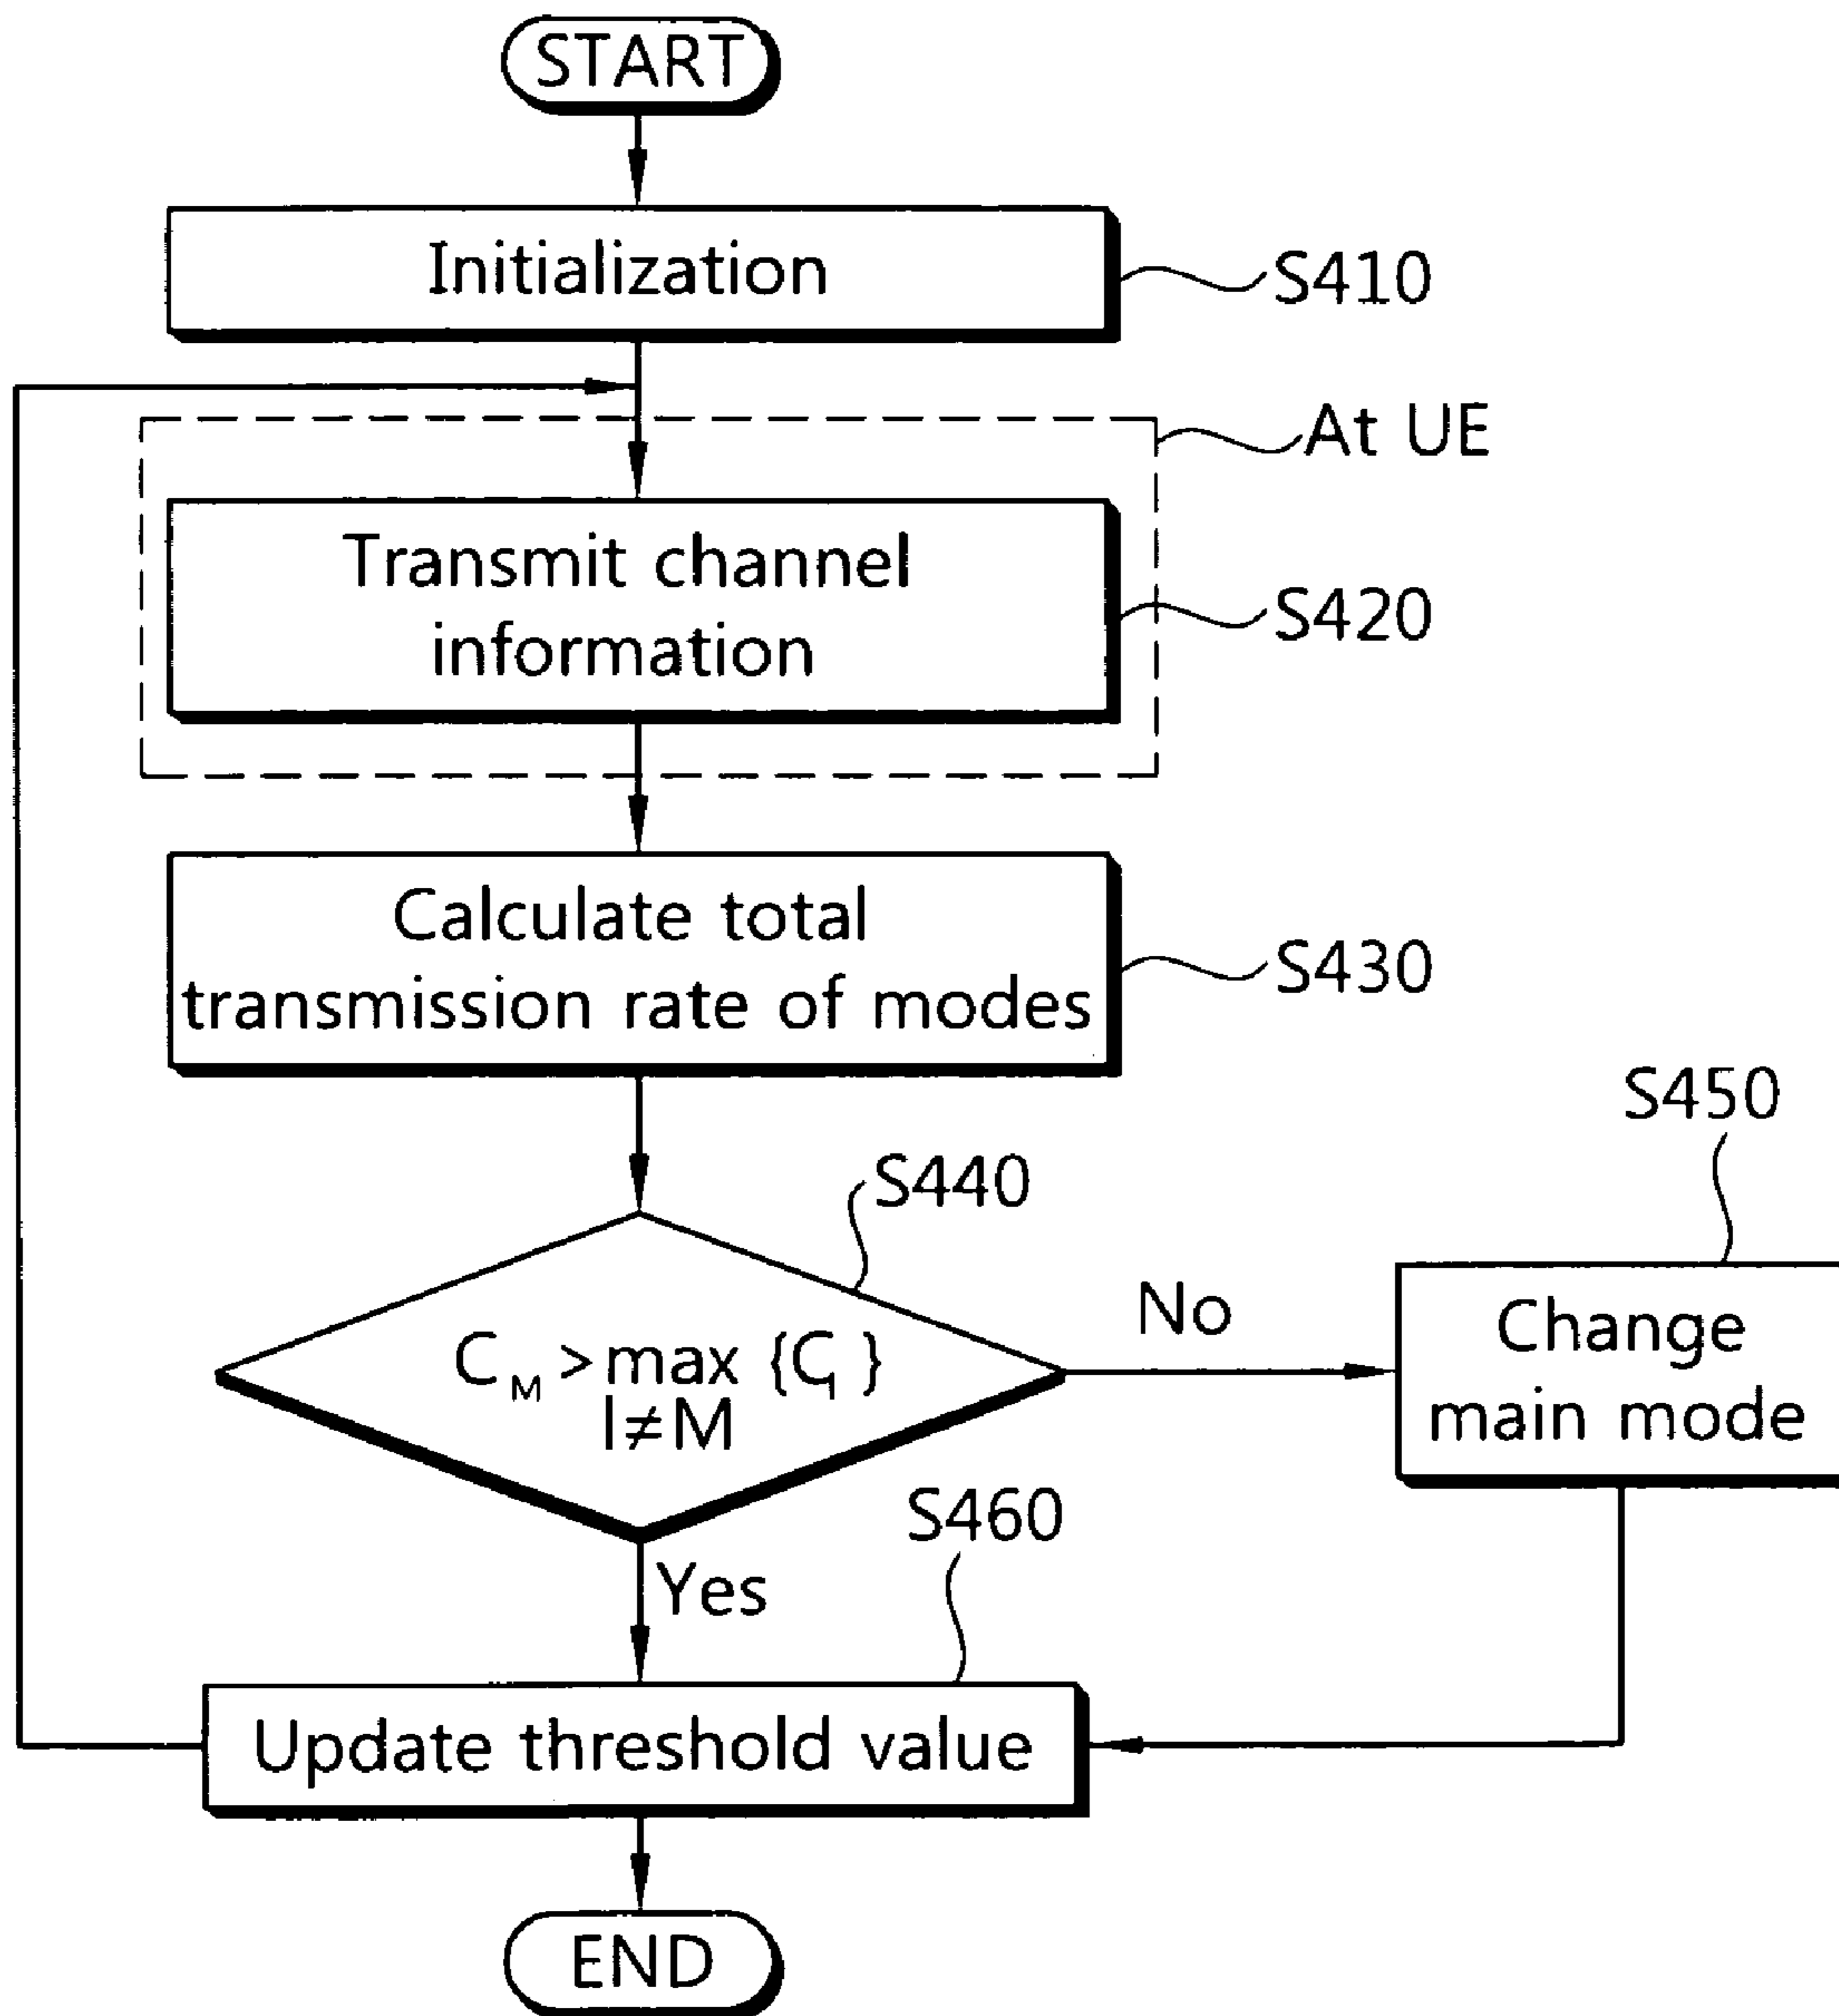 START
Initialization
S410
At UE
Transmit channel
information
S420
Calculate total
transmission rate of modes
S430
S440
S450
C_M > max {C_l}
l≠M
No
Change
main mode
Yes
S460
Update threshold value
END